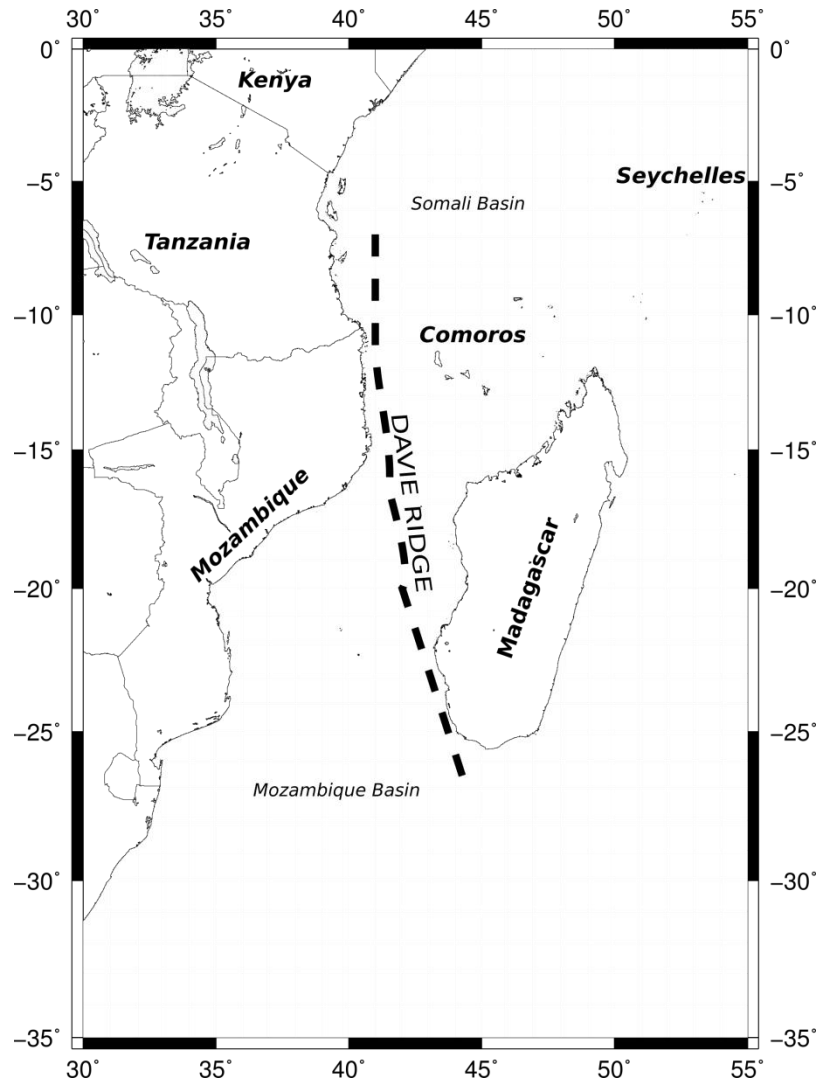 30˚ 35˚ 40˚ 45˚ 50˚ 55˚
0˚ 0˚
Kenya
Seychelles
−5˚ −5˚
Somali Basin
Tanzania
−10˚ −10˚
Comoros
DAVIE RIDGE
−15˚ −15˚
Mozambique
Madagascar
−20˚ −20˚
−25˚ −25˚
Mozambique Basin
−30˚ −30˚
−35˚ −35˚
30˚ 35˚ 40˚ 45˚ 50˚ 55˚